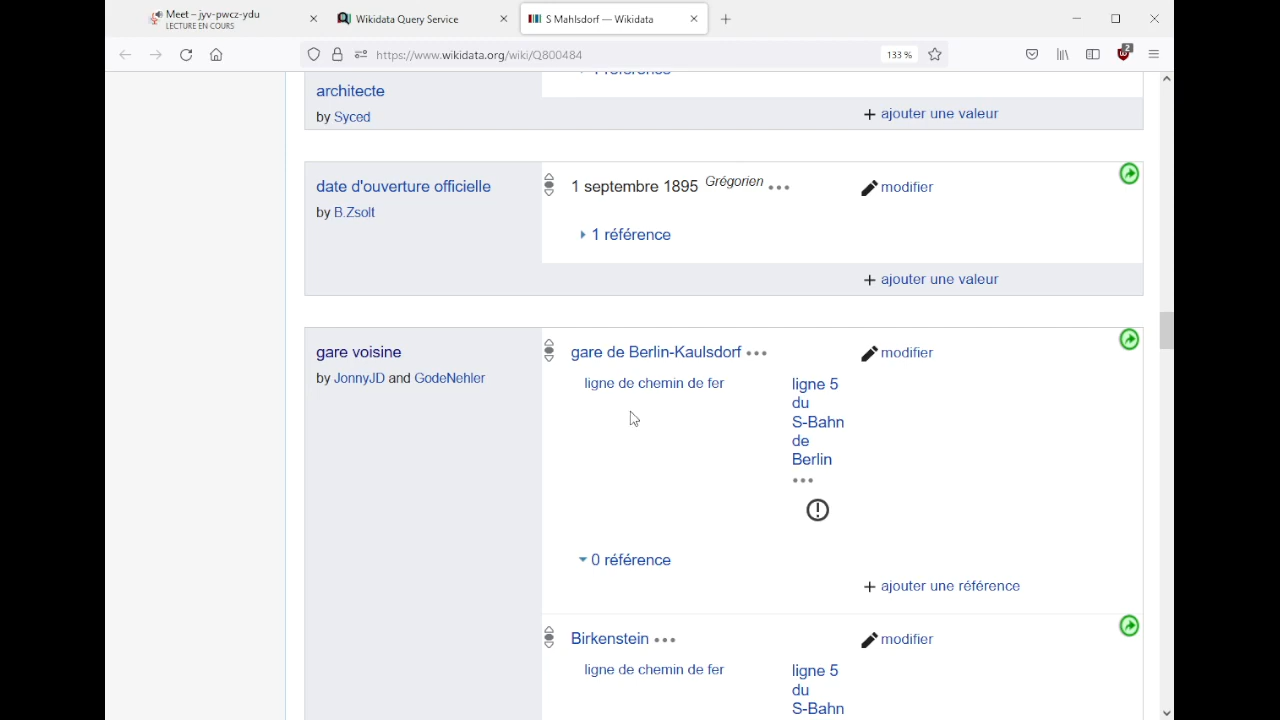 Meet – jyv-pwcz-ydu
LECTURE EN COURS
Wikidata Query Service
S Mahlsdorf — Wikidata
https://www.wikidata.org/wiki/Q800484
133 %
2
1 référence
architecte
by Syced
+ ajouter une valeur
date d'ouverture officielle
by B.Zsolt
1 septembre 1895 Grégorien
modifier
1 référence
+ ajouter une valeur
gare voisine
by JonnyJD and GodeNehler
gare de Berlin-Kaulsdorf
modifier
ligne de chemin de fer
ligne 5
du
S-Bahn
de
Berlin
0 référence
+ ajouter une référence
Birkenstein
modifier
ligne de chemin de fer
ligne 5
du
S-Bahn